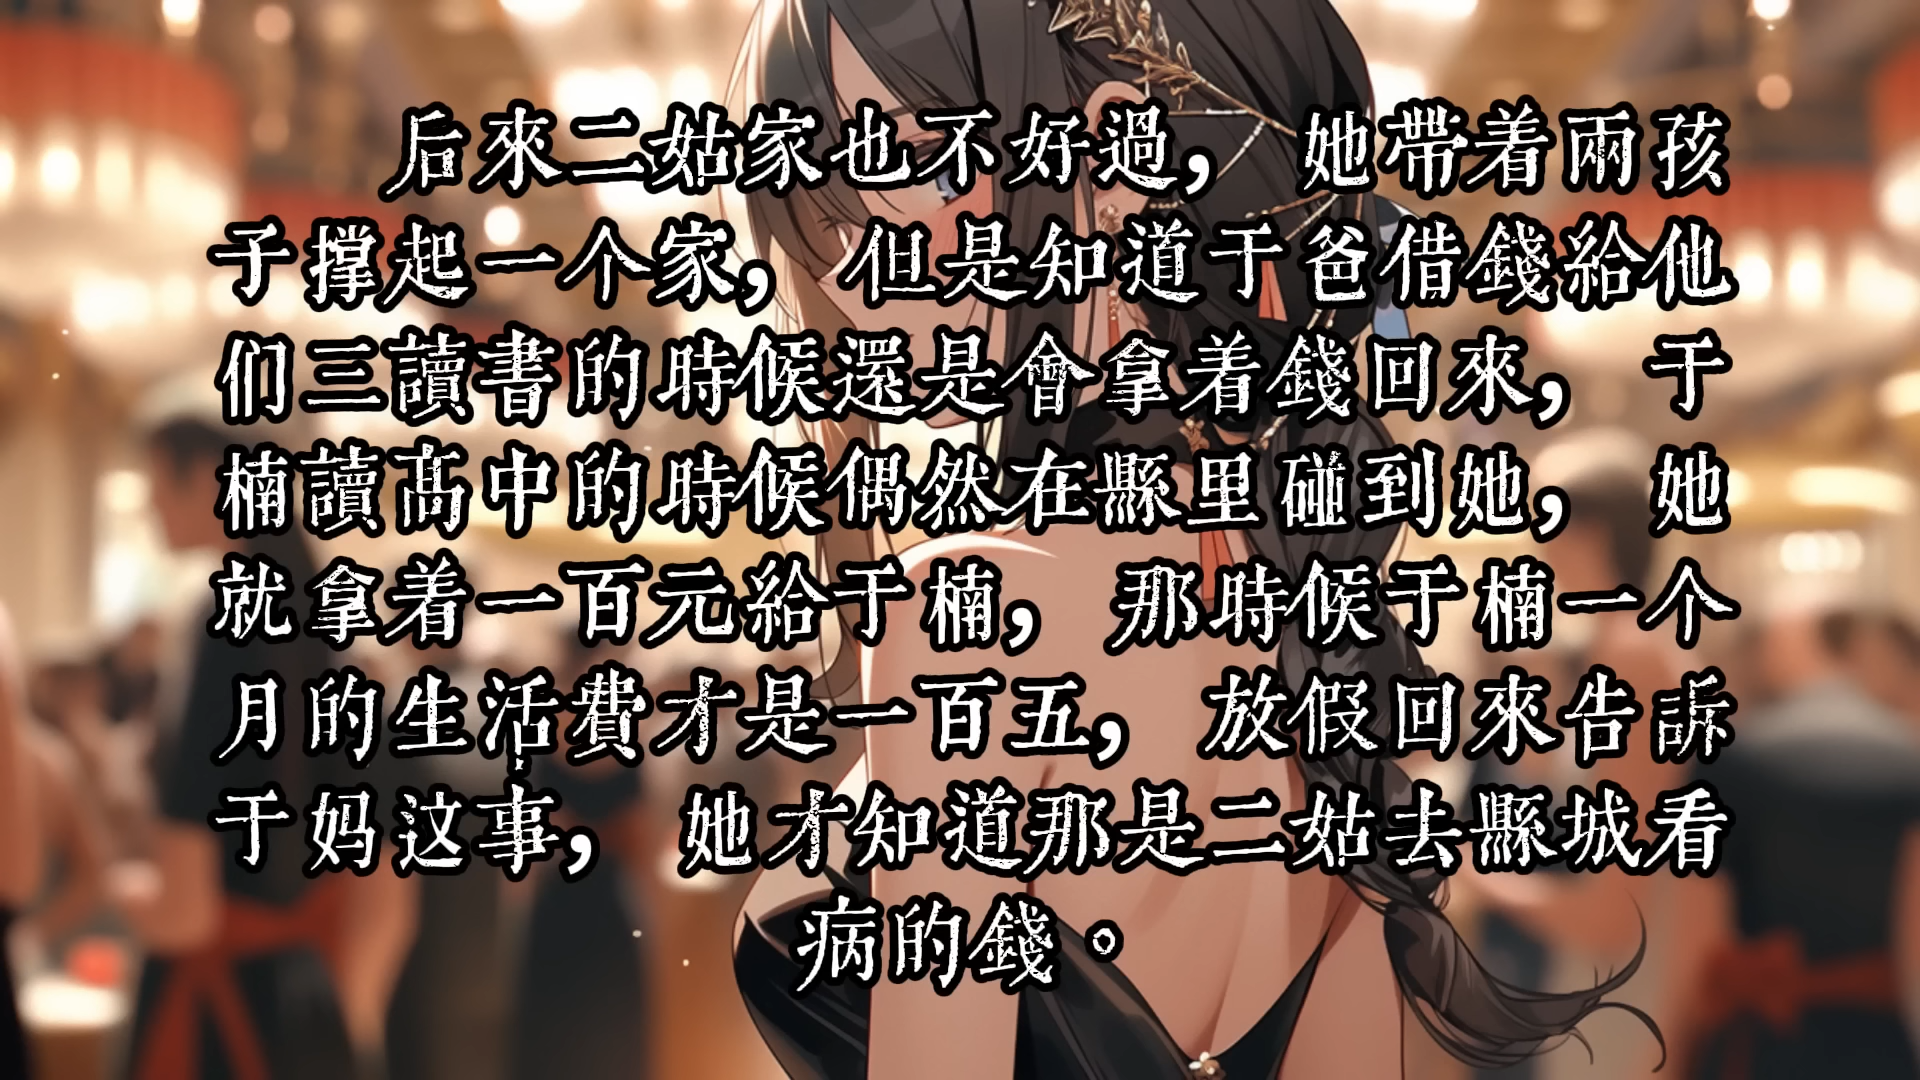 后來二姑家也不好過，她帶着兩孩
子撐起一个家，但是知道于爸借錢給他
们三讀書的時候還是會拿着錢回來，于
楠讀高中的時候偶然在縣里碰到她，她
就拿着一百元給于楠，那時候于楠一个
月的生活費才是一百五，放假回來告訴
于妈这事，她才知道那是二姑去縣城看
病的錢。